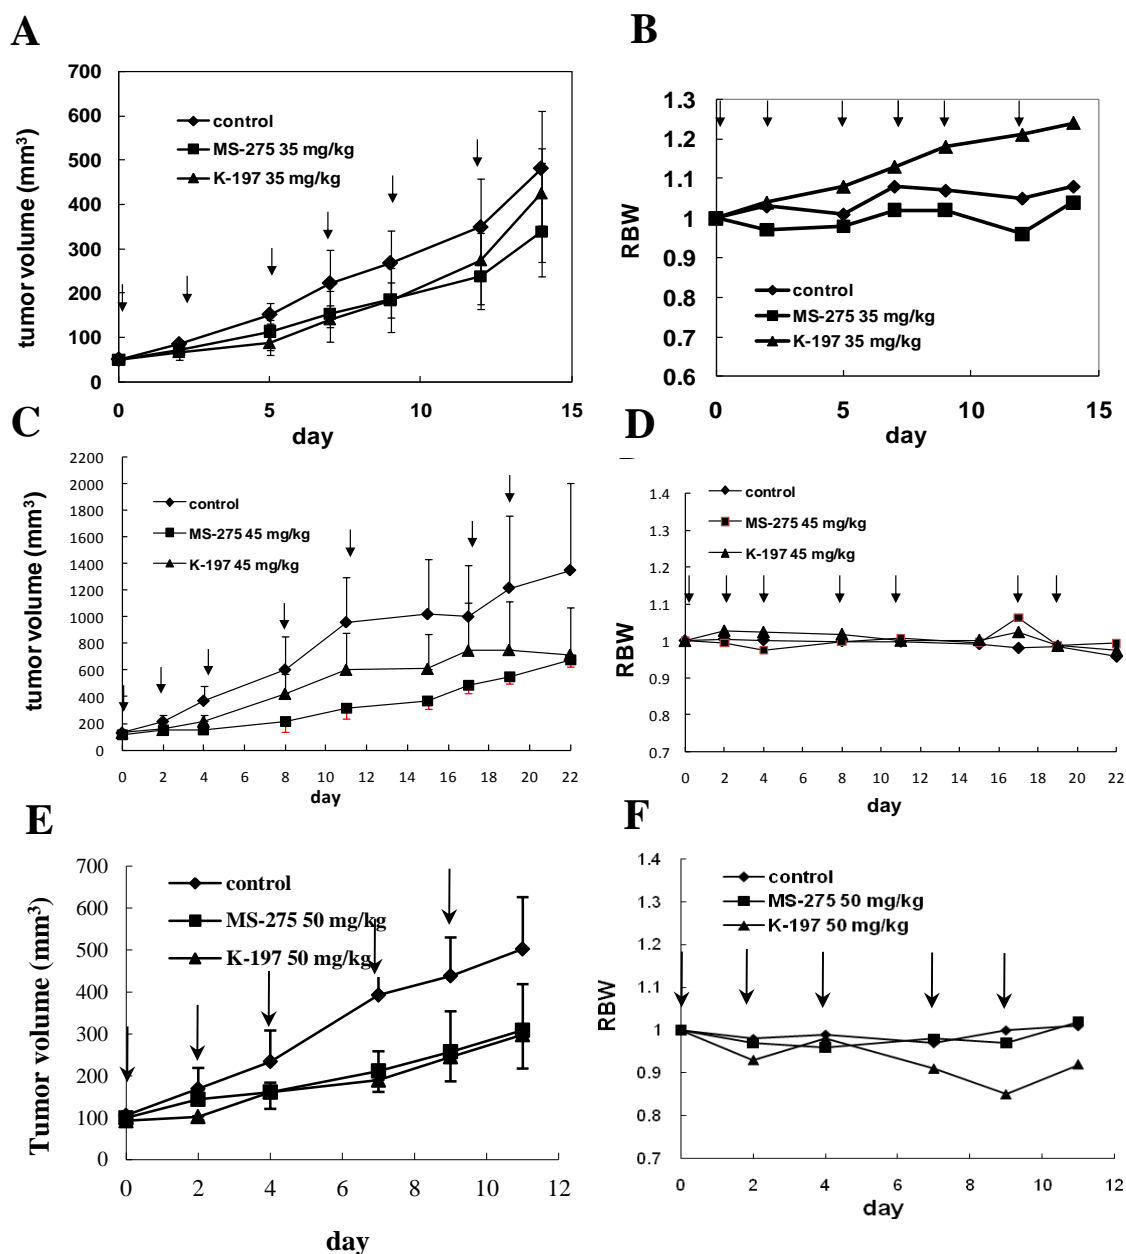 A
700
600
500
400
300
200
100
0
tumor volume (mm³)
control
MS-275 35 mg/kg
K-197 35 mg/kg
0 5 10 15
day
B
1.3
1.2
1.1
1
0.9
0.8
0.7
0.6
RBW
control
MS-275 35 mg/kg
K-197 35 mg/kg
0 5 10 15
day
C
2200
2000
1800
1600
1400
1200
1000
800
600
400
200
0
tumor volume (mm³)
control
MS-275 45 mg/kg
K-197 45 mg/kg
0 2 4 6 8 10 12 14 16 18 20 22
day
D
1.4
1.3
1.2
1.1
1
0.9
0.8
0.7
RBW
control
MS-275 45 mg/kg
K-197 45 mg/kg
0 2 4 6 8 10 12 14 16 18 20 22
day
E
700
600
500
400
300
200
100
0
Tumor volume (mm³)
control
MS-275 50 mg/kg
K-197 50 mg/kg
0 2 4 6 8 10 12
day
F
1.4
1.3
1.2
1.1
1
0.9
0.8
0.7
RBW
control
MS-275 50 mg/kg
K-197 50 mg/kg
0 2 4 6 8 10 12
day